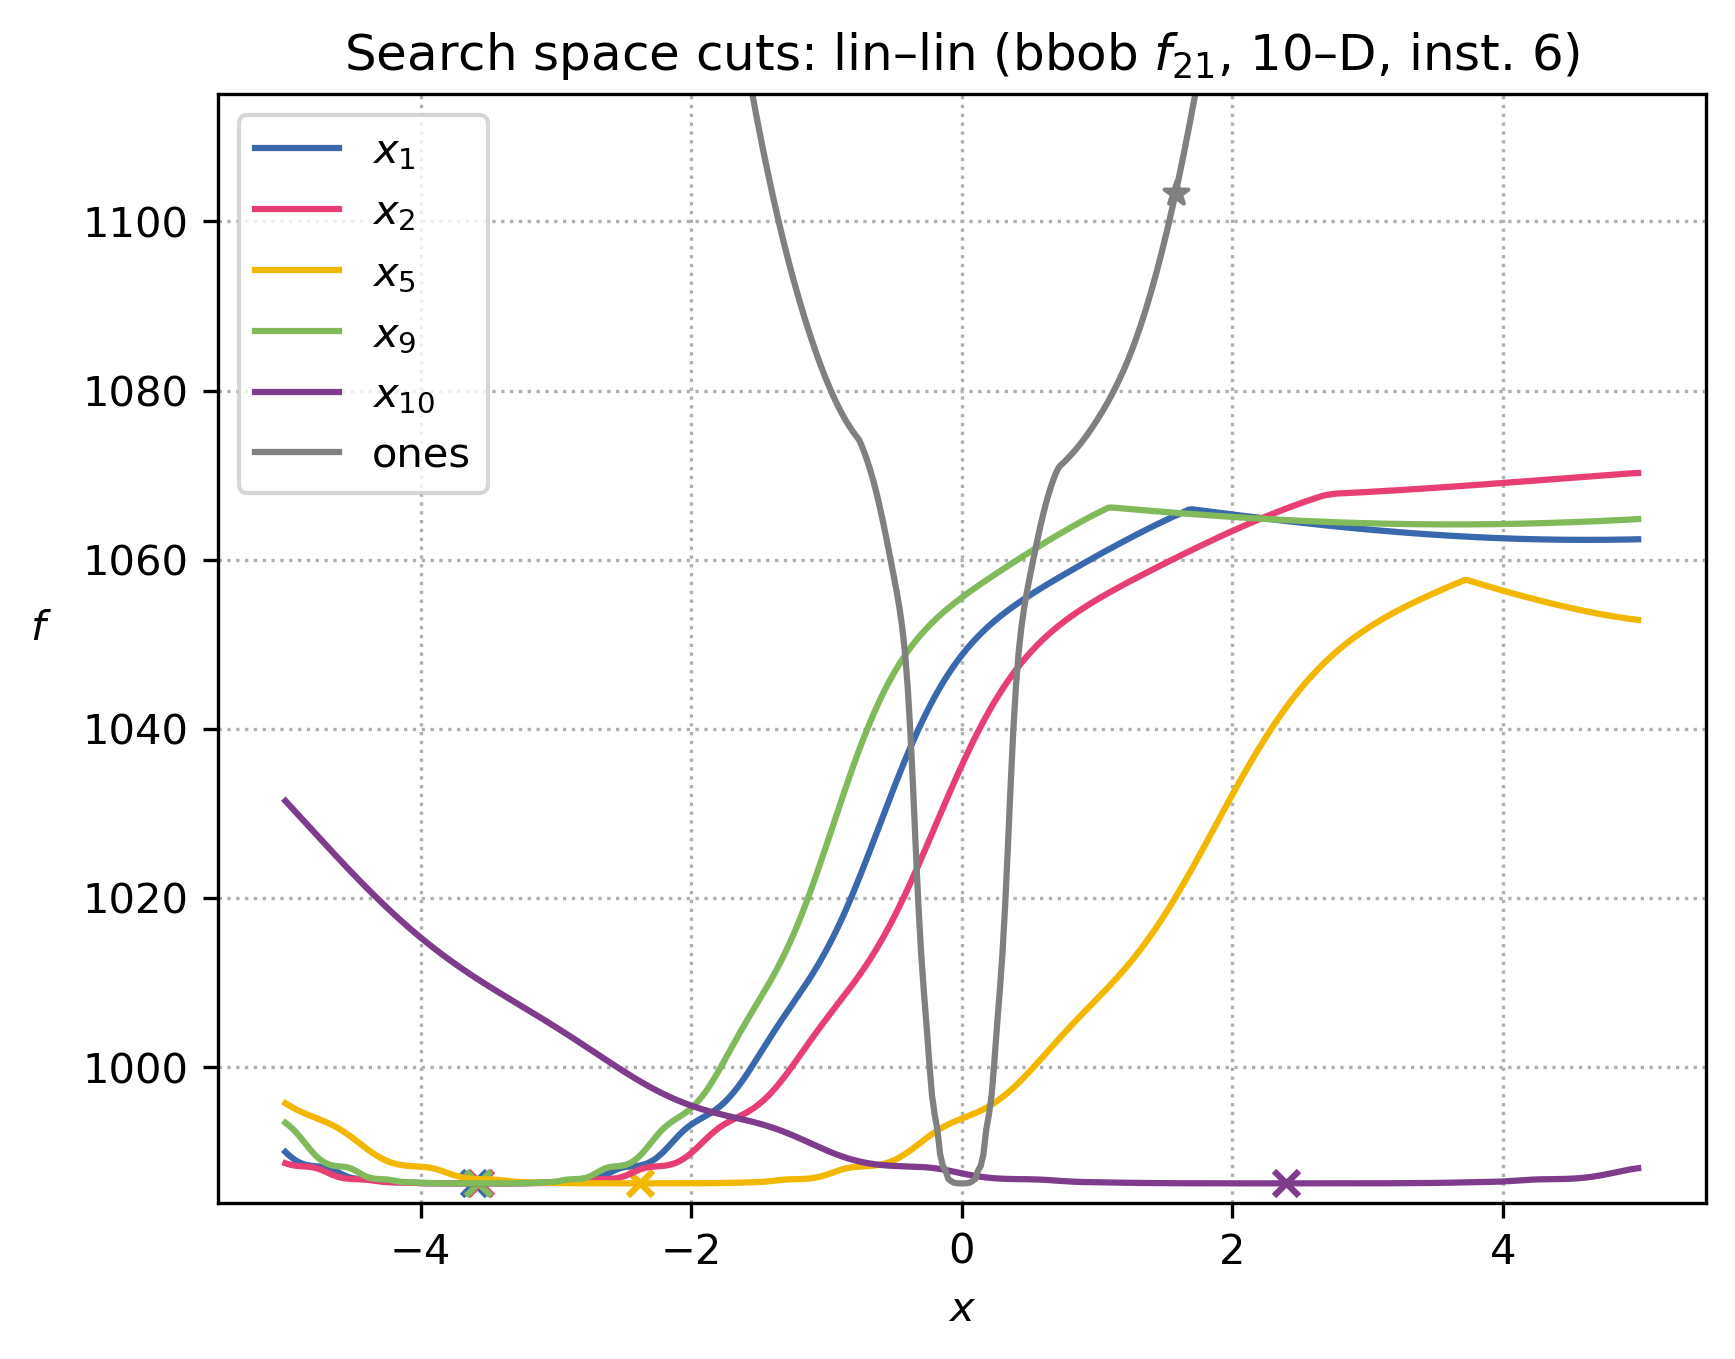 Search space cuts: lin–lin (bbob f₂₁, 10–D, inst. 6)
x₁
x₂
x₅
x₉
x₁₀
ones
1100
1080
1060
1040
1020
1000
f
−4 −2 0 2 4
x